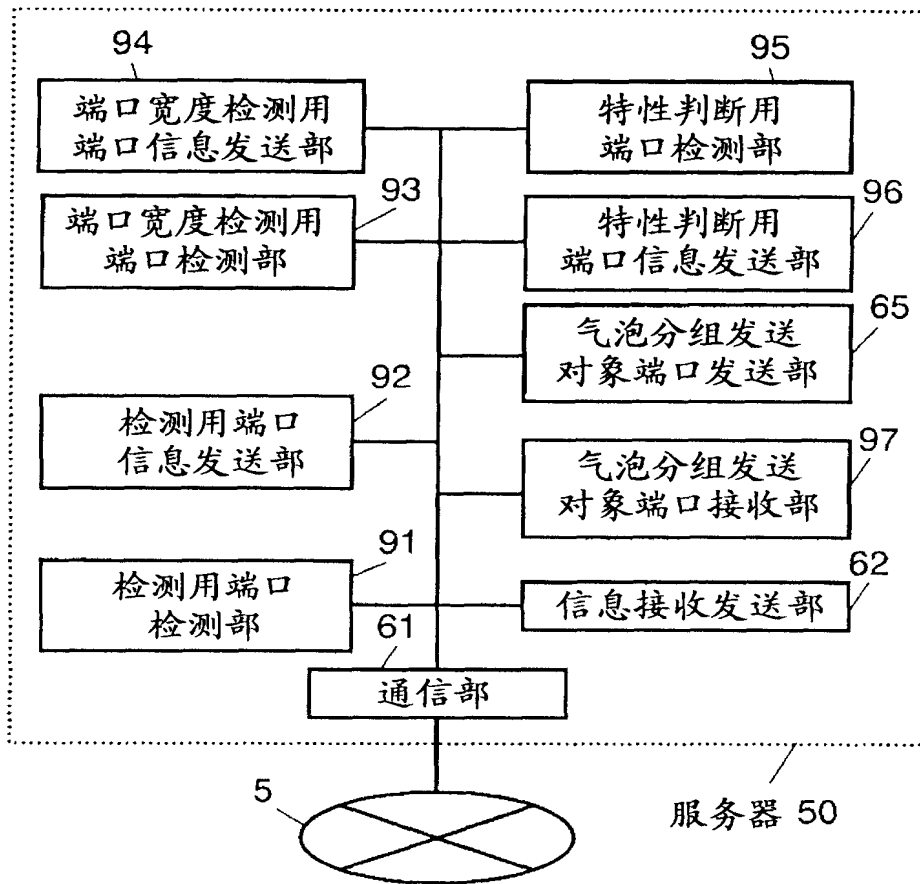 94
端口宽度检测用
端口信息发送部
95
特性判断用
端口检测部
93
端口宽度检测用
端口检测部
96
特性判断用
端口信息发送部
65
气泡分组发送
对象端口发送部
92
检测用端口
信息发送部
97
气泡分组发送
对象端口接收部
91
检测用端口
检测部
62
信息接收发送部
61
通信部
5
服务器 50